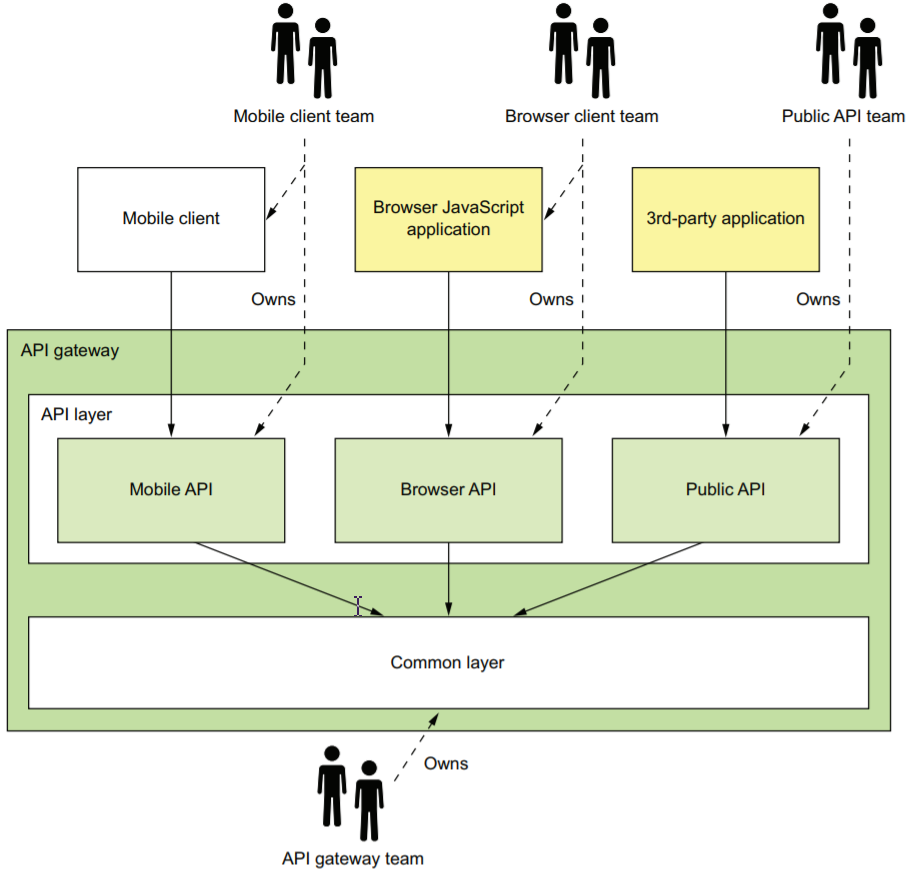 Mobile client team
Browser client team
Public API team
Mobile client
Browser JavaScript
application
3rd-party application
Owns
Owns
Owns
API gateway
API layer
Mobile API
Browser API
Public API
Common layer
Owns
API gateway team